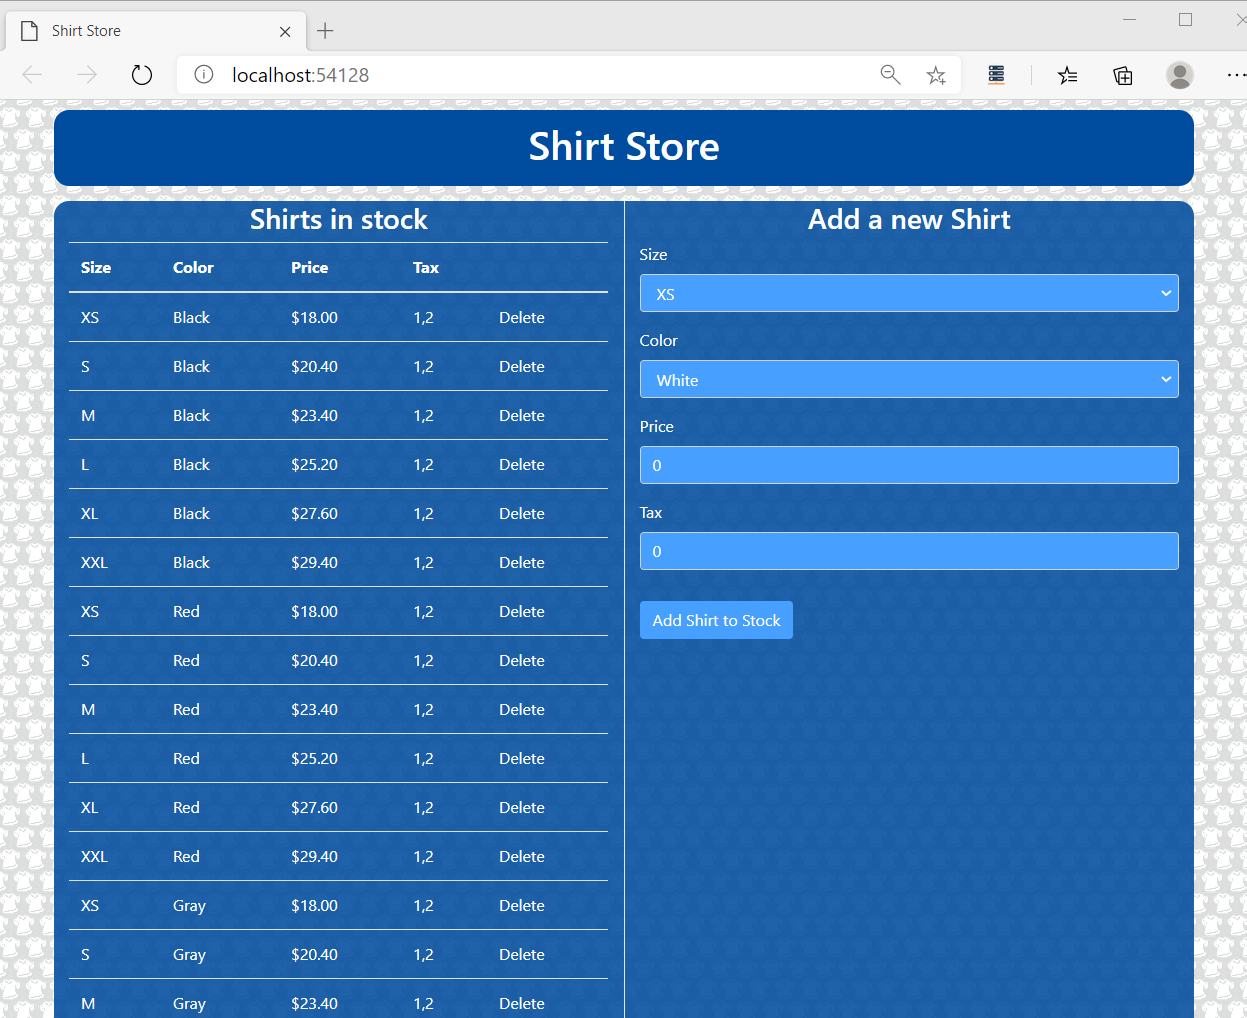 Shirt Store
localhost:54128
Shirt Store
Shirts in stock
Size Color Price Tax
XS Black $18.00 1,2 Delete
S Black $20.40 1,2 Delete
M Black $23.40 1,2 Delete
L Black $25.20 1,2 Delete
XL Black $27.60 1,2 Delete
XXL Black $29.40 1,2 Delete
XS Red $18.00 1,2 Delete
S Red $20.40 1,2 Delete
M Red $23.40 1,2 Delete
L Red $25.20 1,2 Delete
XL Red $27.60 1,2 Delete
XXL Red $29.40 1,2 Delete
XS Gray $18.00 1,2 Delete
S Gray $20.40 1,2 Delete
M Gray $23.40 1,2 Delete
Add a new Shirt
Size
XS
Color
White
Price
0
Tax
0
Add Shirt to Stock